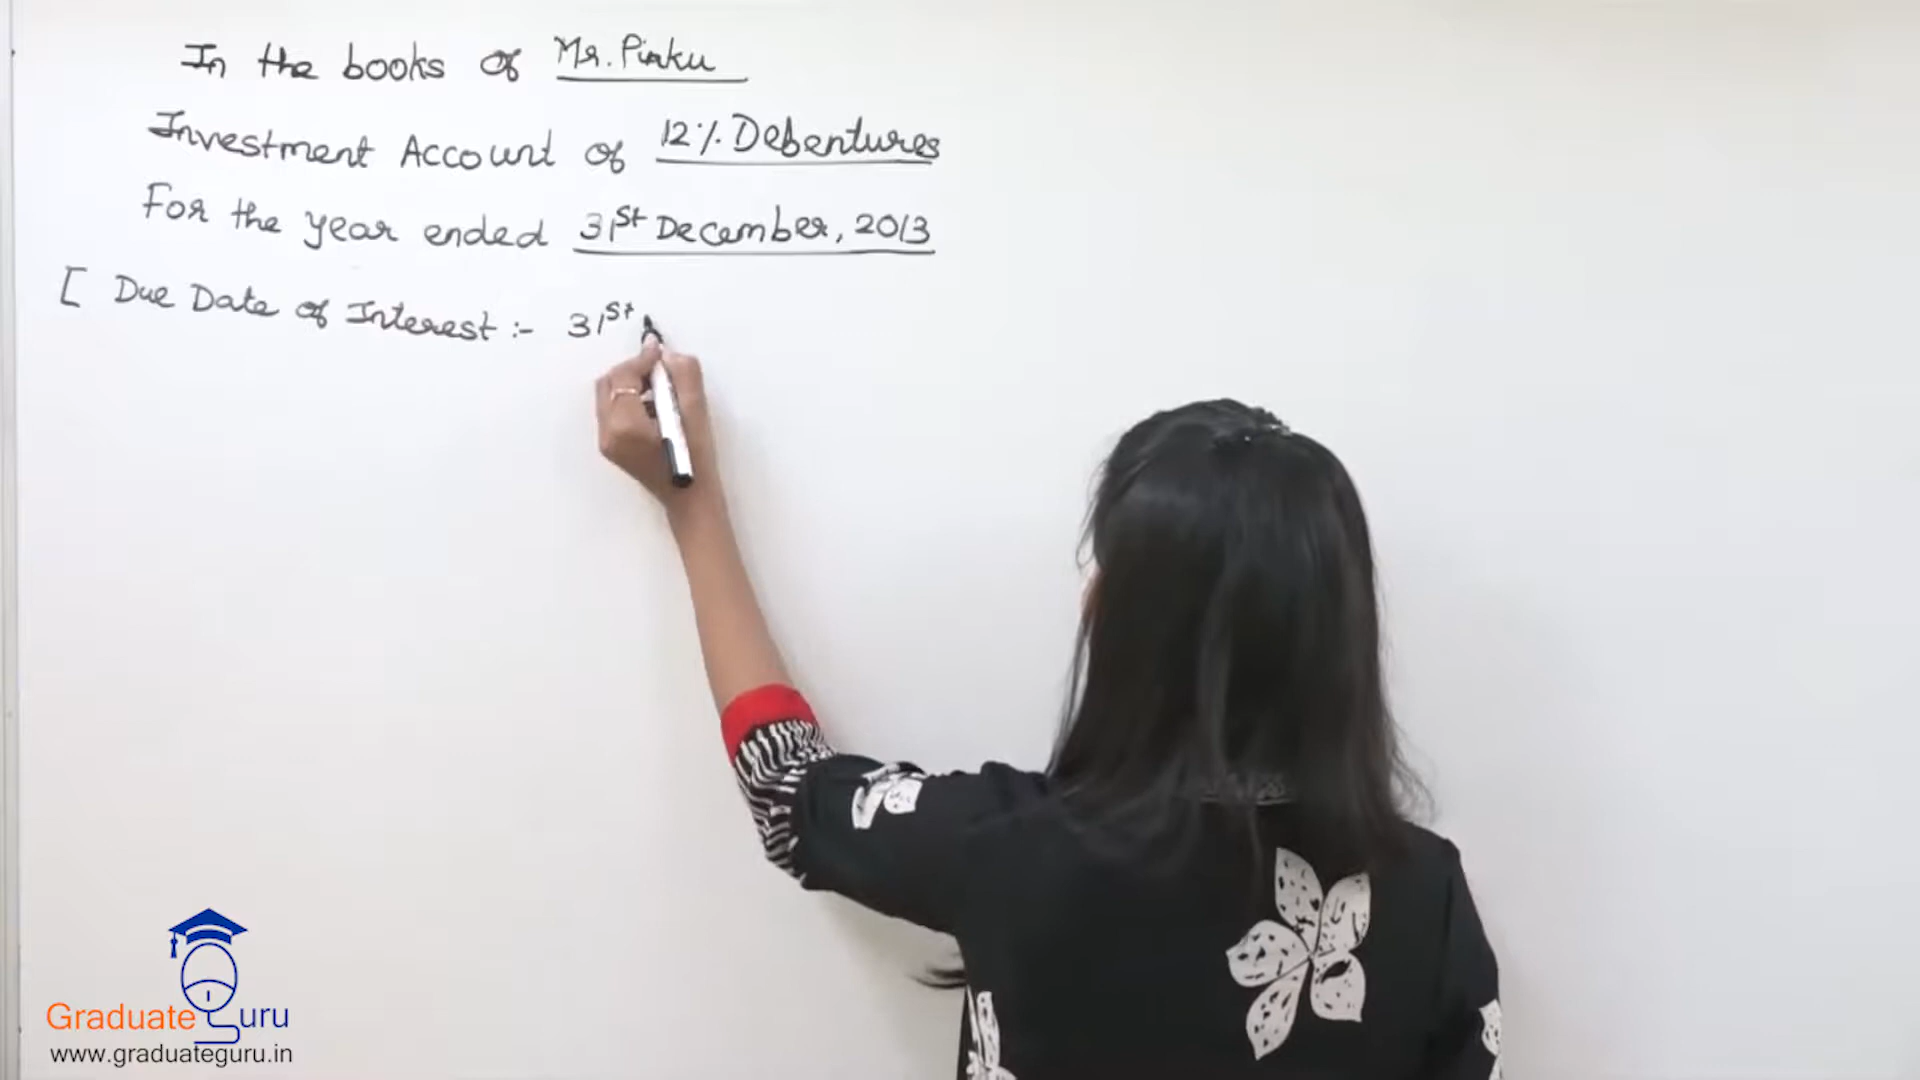 In the books of Mr. Pinku
Investment Account of 12% Debentures
For the year ended 31st December, 2013
[ Due Date of Interest :- 31st
Graduate Guru
www.graduateguru.in